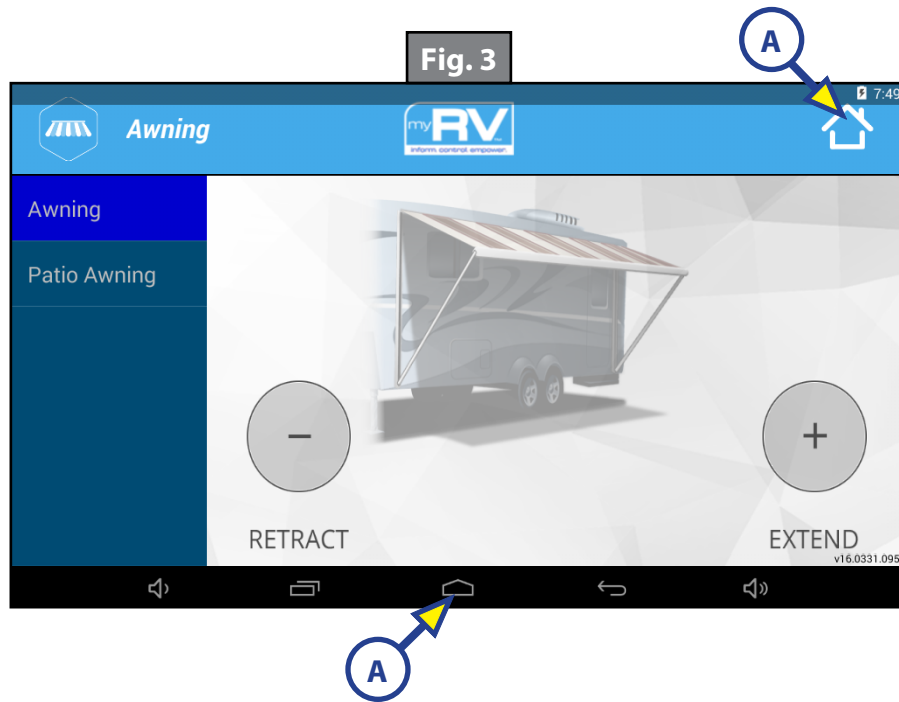 Fig. 3
A
7:49
Awning
my RV
inform control empower.
Awning
Patio Awning
−
+
RETRACT
EXTEND
v16.0331.095
A